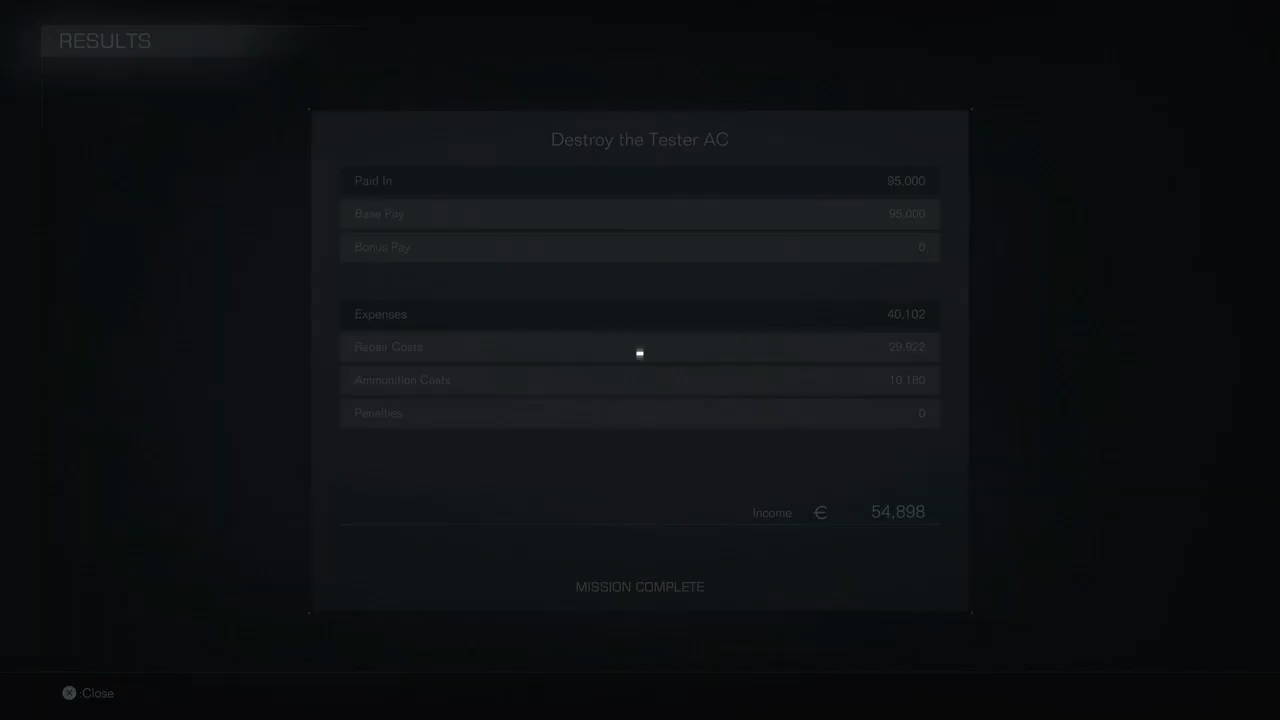 RESULTS
Destroy the Tester AC
Paid In 95,000
Base Pay 95,000
Bonus Pay 0
Expenses 40,102
Repair Costs 29,922
Ammunition Costs 10,180
Penalties 0
Income € 54,898
MISSION COMPLETE
:Close